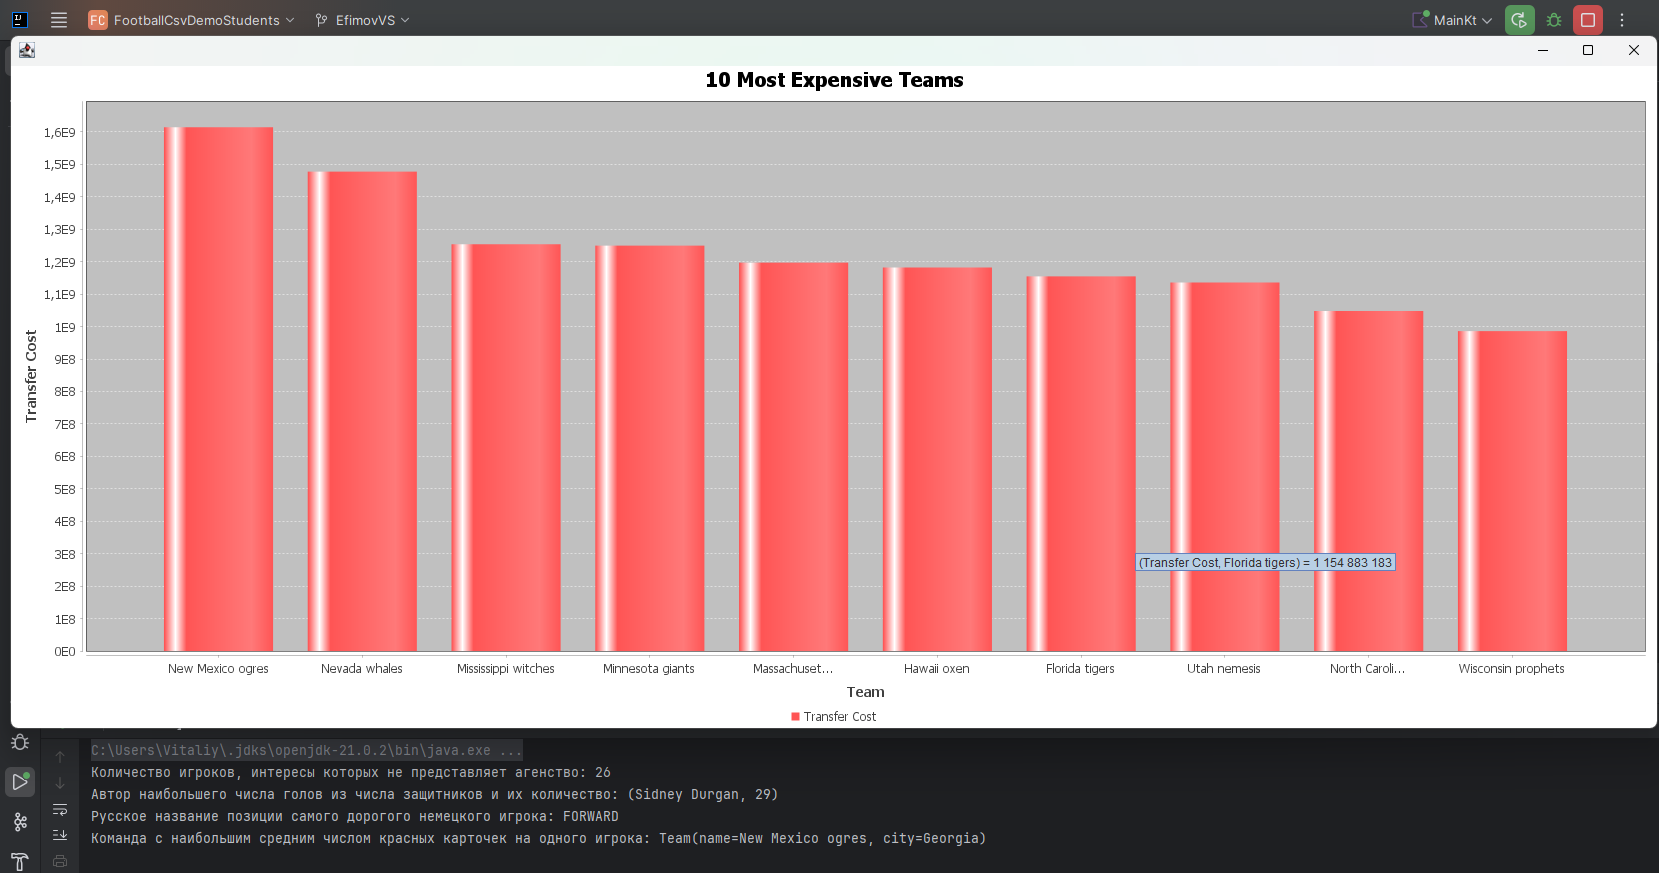 FC FootballCsvDemoStudents EfimovVS MainKt
10 Most Expensive Teams
Transfer Cost
1,6E9
1,5E9
1,4E9
1,3E9
1,2E9
1,1E9
1E9
9E8
8E8
7E8
6E8
5E8
4E8
3E8
2E8
1E8
0E0
(Transfer Cost, Florida tigers) = 1 154 883 183
New Mexico ogres Nevada whales Mississippi witches Minnesota giants Massachuset... Hawaii oxen Florida tigers Utah nemesis North Caroli... Wisconsin prophets
Team
Transfer Cost
C:\Users\Vitaliy\.jdks\openjdk-21.0.2\bin\java.exe ...
Количество игроков, интересы которых не представляет агенство: 26
Автор наибольшего числа голов из числа защитников и их количество: (Sidney Durgan, 29)
Русское название позиции самого дорогого немецкого игрока: FORWARD
Команда с наибольшим средним числом красных карточек на одного игрока: Team(name=New Mexico ogres, city=Georgia)